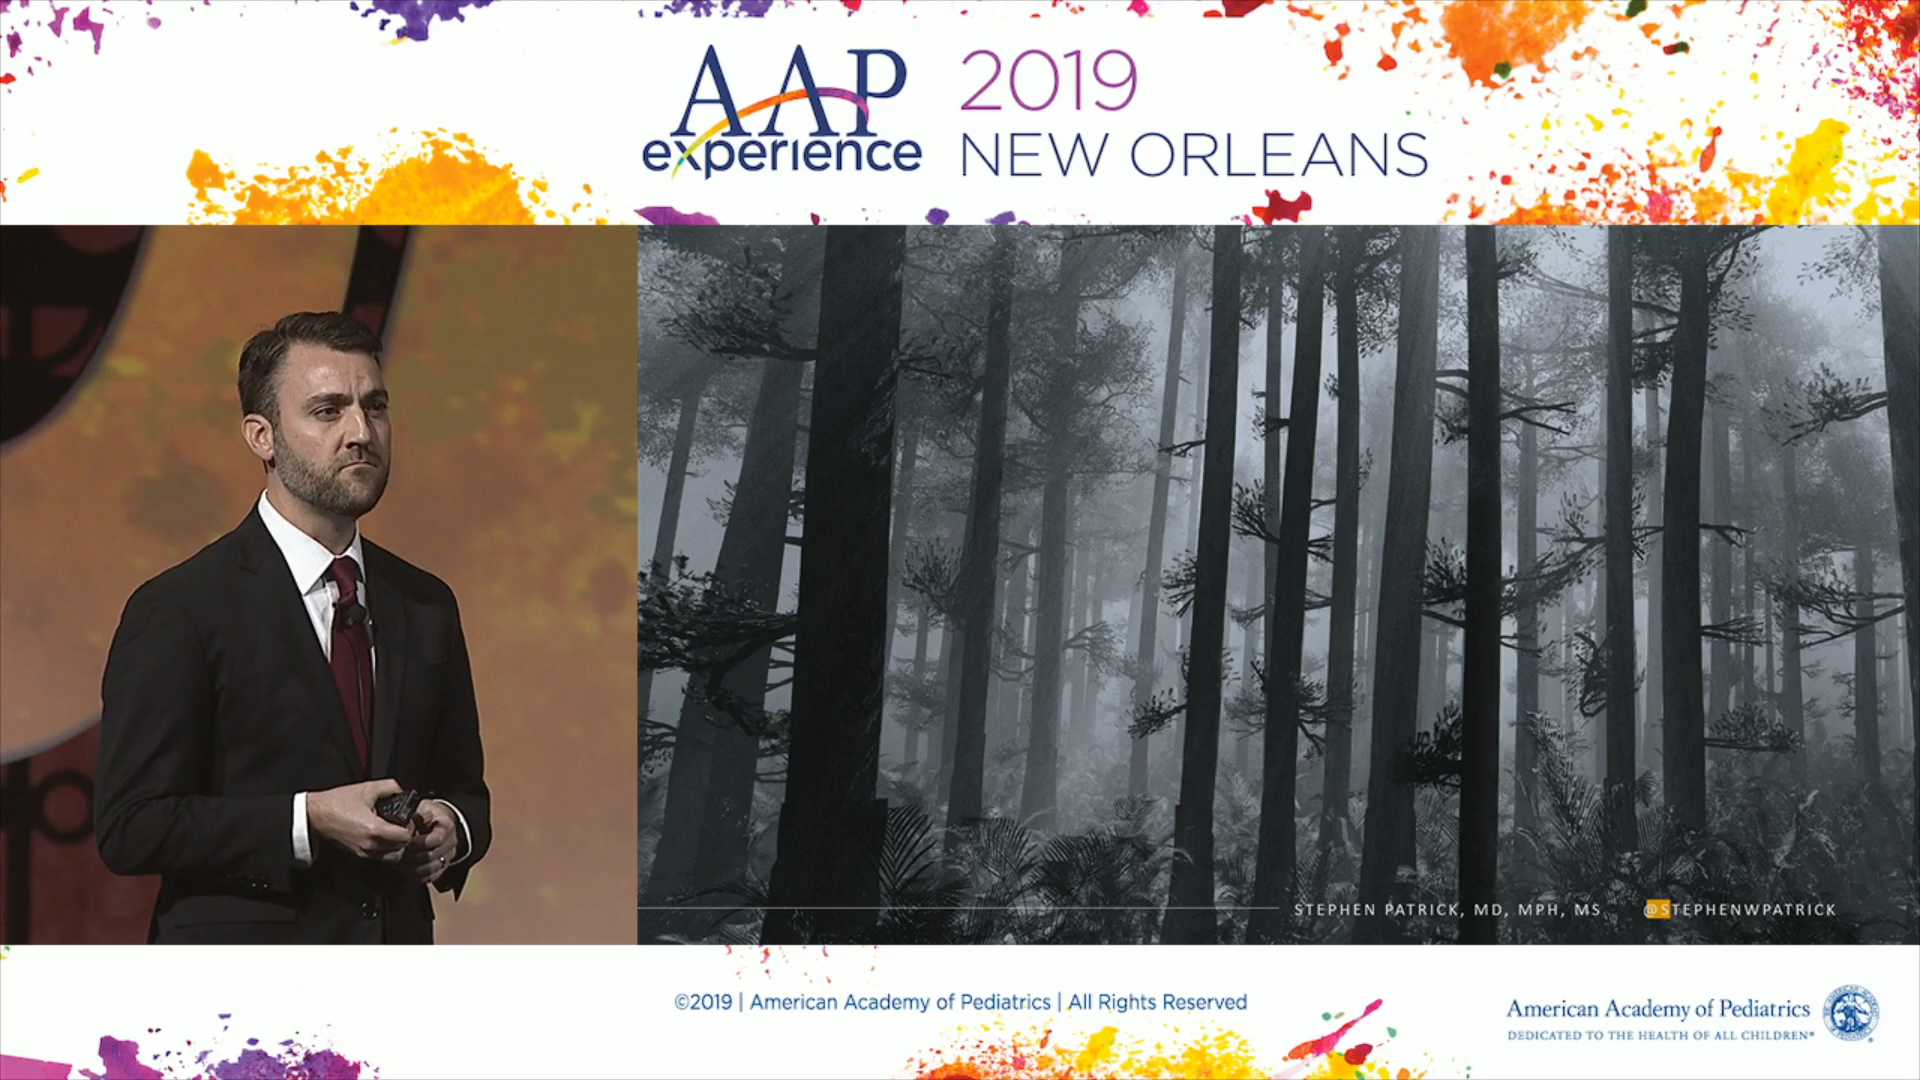 AAP
experience
2019
NEW ORLEANS
STEPHEN PATRICK, MD, MPH, MS @STEPHENWPATRICK
©2019 | American Academy of Pediatrics | All Rights Reserved
American Academy of Pediatrics
DEDICATED TO THE HEALTH OF ALL CHILDREN®